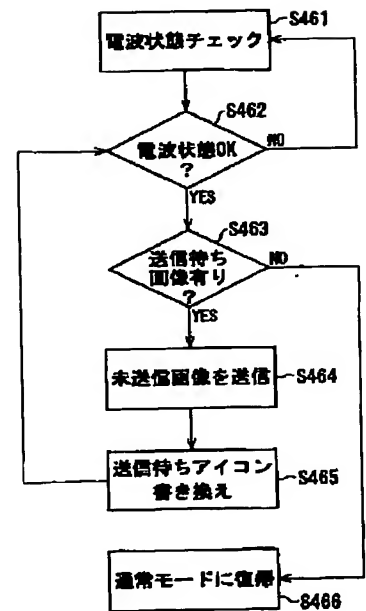 S461
電波状態チェック
S462
電波状態OK
?
NO
YES
S463
送信待ち
画像有り
?
NO
YES
未送信画像を送信
S464
送信待ちアイコン
書き換え
S465
通常モードに復帰
S466